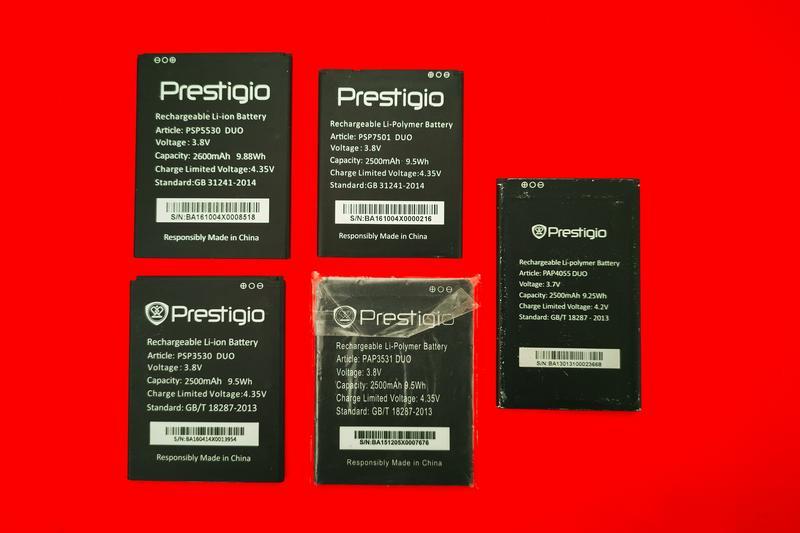 Prestigio
Rechargeable Li-ion Battery
Article: PSP5530 DUO
Voltage: 3.8V
Capacity: 2600mAh 9.88Wh
Charge Limited Voltage:4.35V
Standard:GB 31241-2014
S/N:BA161004X0008518
Responsibly Made in China
Prestigio
Rechargeable Li-Polymer Battery
Article: PSP7501 DUO
Voltage: 3.8V
Capacity: 2500mAh 9.5Wh
Charge Limited Voltage:4.35V
Standard:GB 31241-2014
S/N:BA161004X0000216
Responsibly Made in China
Prestigio
Rechargeable Li-polymer Battery
Article: PAP4055 DUO
Voltage: 3.7V
Capacity: 2500mAh 9.25Wh
Charge Limited Voltage: 4.2V
Standard: GB/T 18287 - 2013
S/N: BA13013100023668
Prestigio
Rechargeable Li-ion Battery
Article: PSP3530 DUO
Voltage: 3.8V
Capacity: 2500mAh 9.5Wh
Charge Limited Voltage:4.35V
Standard: GB/T 18287-2013
S/N:BA160414X0013954
Responsibly Made in China
Prestigio
Rechargeable Li-Polymer Battery
Article: PAP3531 DUO
Voltage: 3.8V
Capacity: 2500mAh 9.5Wh
Charge Limited Voltage: 4.35V
Standard: GB/T 18287-2013
S/N:BA151205X0007676
Responsibly Made in China